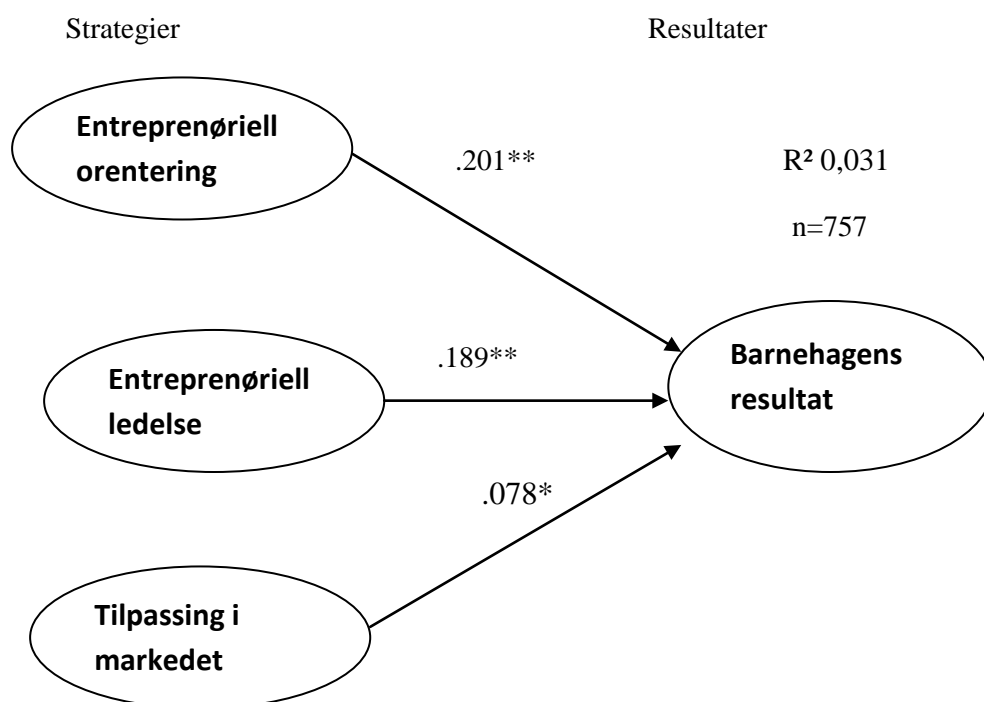 Strategier
Resultater
Entreprenøriell
orentering
.201**
R² 0,031
n=757
Entreprenøriell
ledelse
.189**
Barnehagens
resultat
.078*
Tilpassing i
markedet